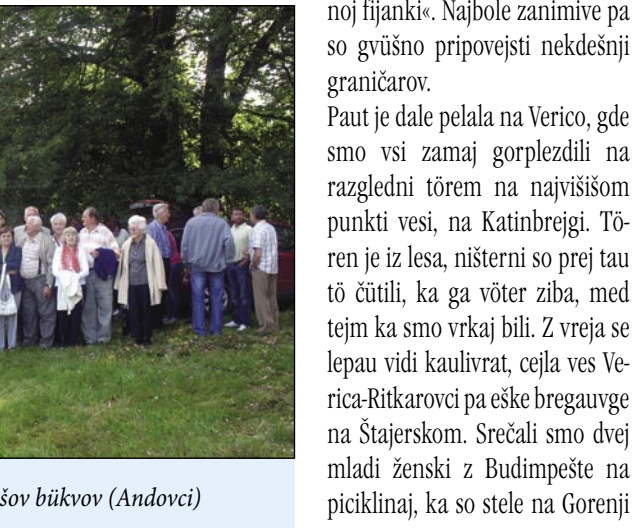 noj fijanki«. Najbole zanimive pa
so gvüšno pripovejsti nekdešnji
graničarov.
Paut je dale pelala na Verico, gde
smo vsi zamaj gorplezdili na
razgledni törem na najvišišom
punkti vesi, na Katinbrejgi. Tö-
ren je iz lesa, ništerni so prej tau
tö čütili, ka ga vöter ziba, med
tejm ka smo vrkaj bili. Z vreja se
lepau vidi kaulivrat, cejla ves Ve-
rica-Ritkarovci pa eške bregauvge
na Štajerskom. Srečali smo dvej
mladi ženski z Budimpešte na
piciklinaj, ka so stele na Gorenji
šov bükvov (Andovci)